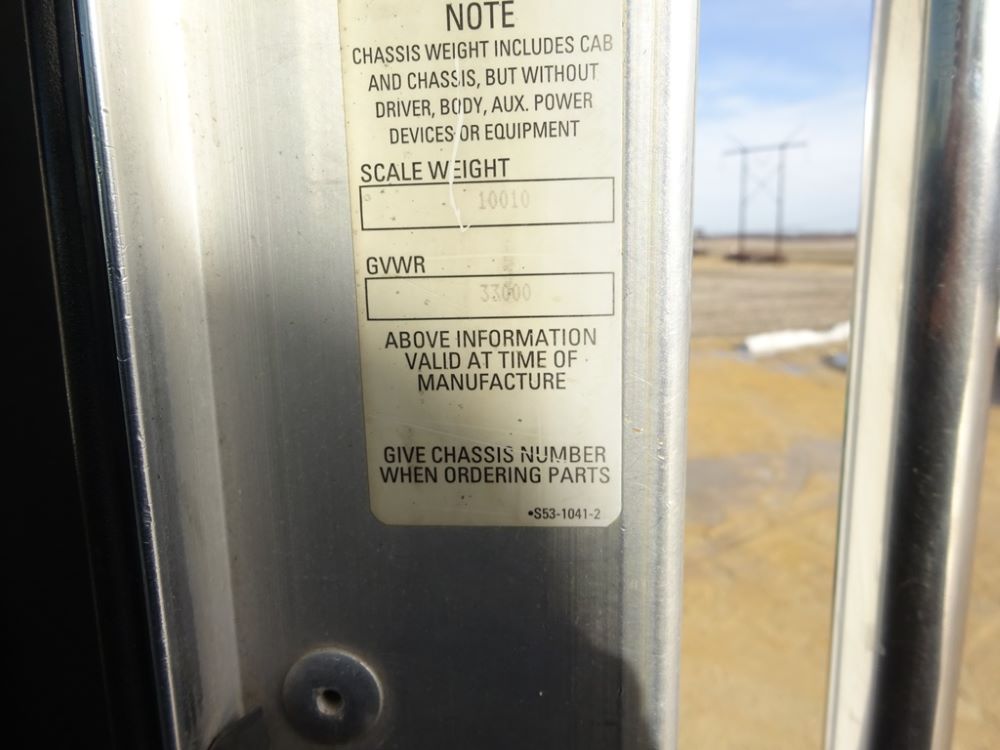 NOTE
CHASSIS WEIGHT INCLUDES CAB
AND CHASSIS, BUT WITHOUT
DRIVER, BODY, AUX. POWER
DEVICES OR EQUIPMENT
SCALE WEIGHT
10010
GVWR
33000
ABOVE INFORMATION
VALID AT TIME OF
MANUFACTURE
GIVE CHASSIS NUMBER
WHEN ORDERING PARTS
•S53-1041-2